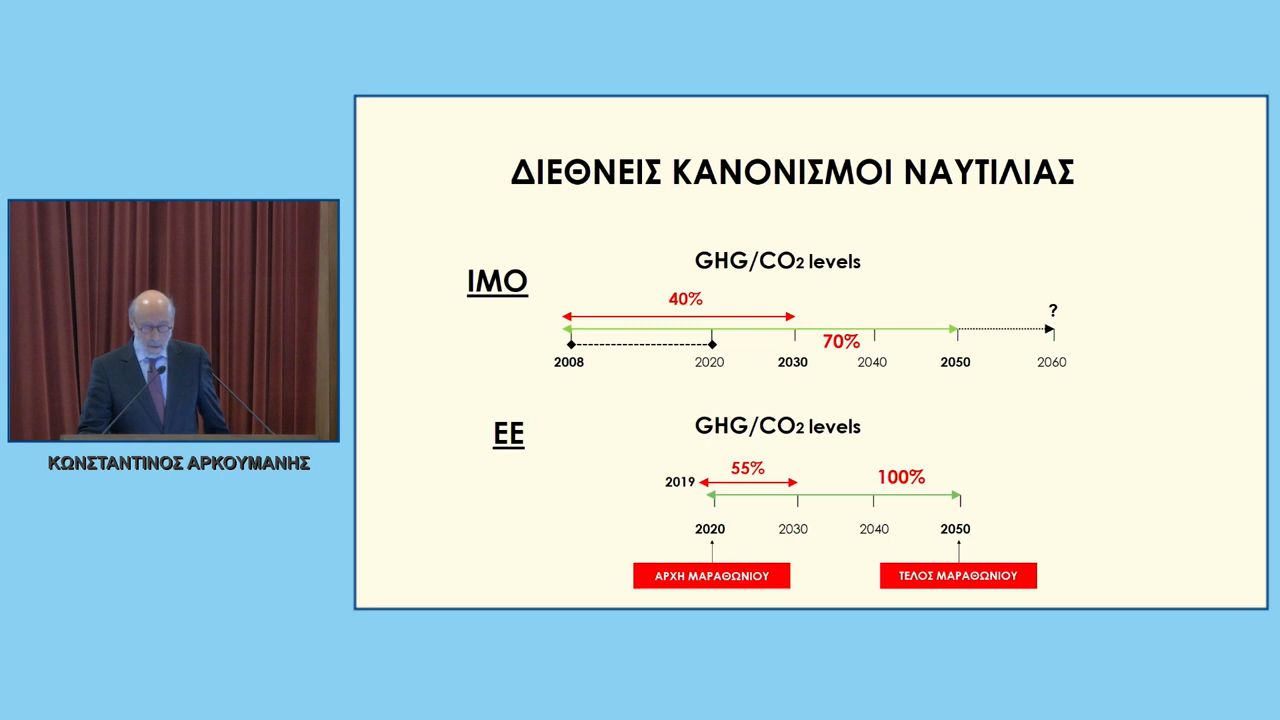 ΔΙΕΘΝΕΙΣ ΚΑΝΟΝΙΣΜΟΙ ΝΑΥΤΙΛΙΑΣ
GHG/CO2 levels
ΙΜΟ
40%
?
70%
2008 2020 2030 2040 2050 2060
GHG/CO2 levels
ΕΕ
55%
100%
2019
2020 2030 2040 2050
ΑΡΧΗ ΜΑΡΑΘΩΝΙΟΥ
ΤΕΛΟΣ ΜΑΡΑΘΩΝΙΟΥ
ΚΩΝΣΤΑΝΤΙΝΟΣ ΑΡΚΟΥΜΑΝΗΣ